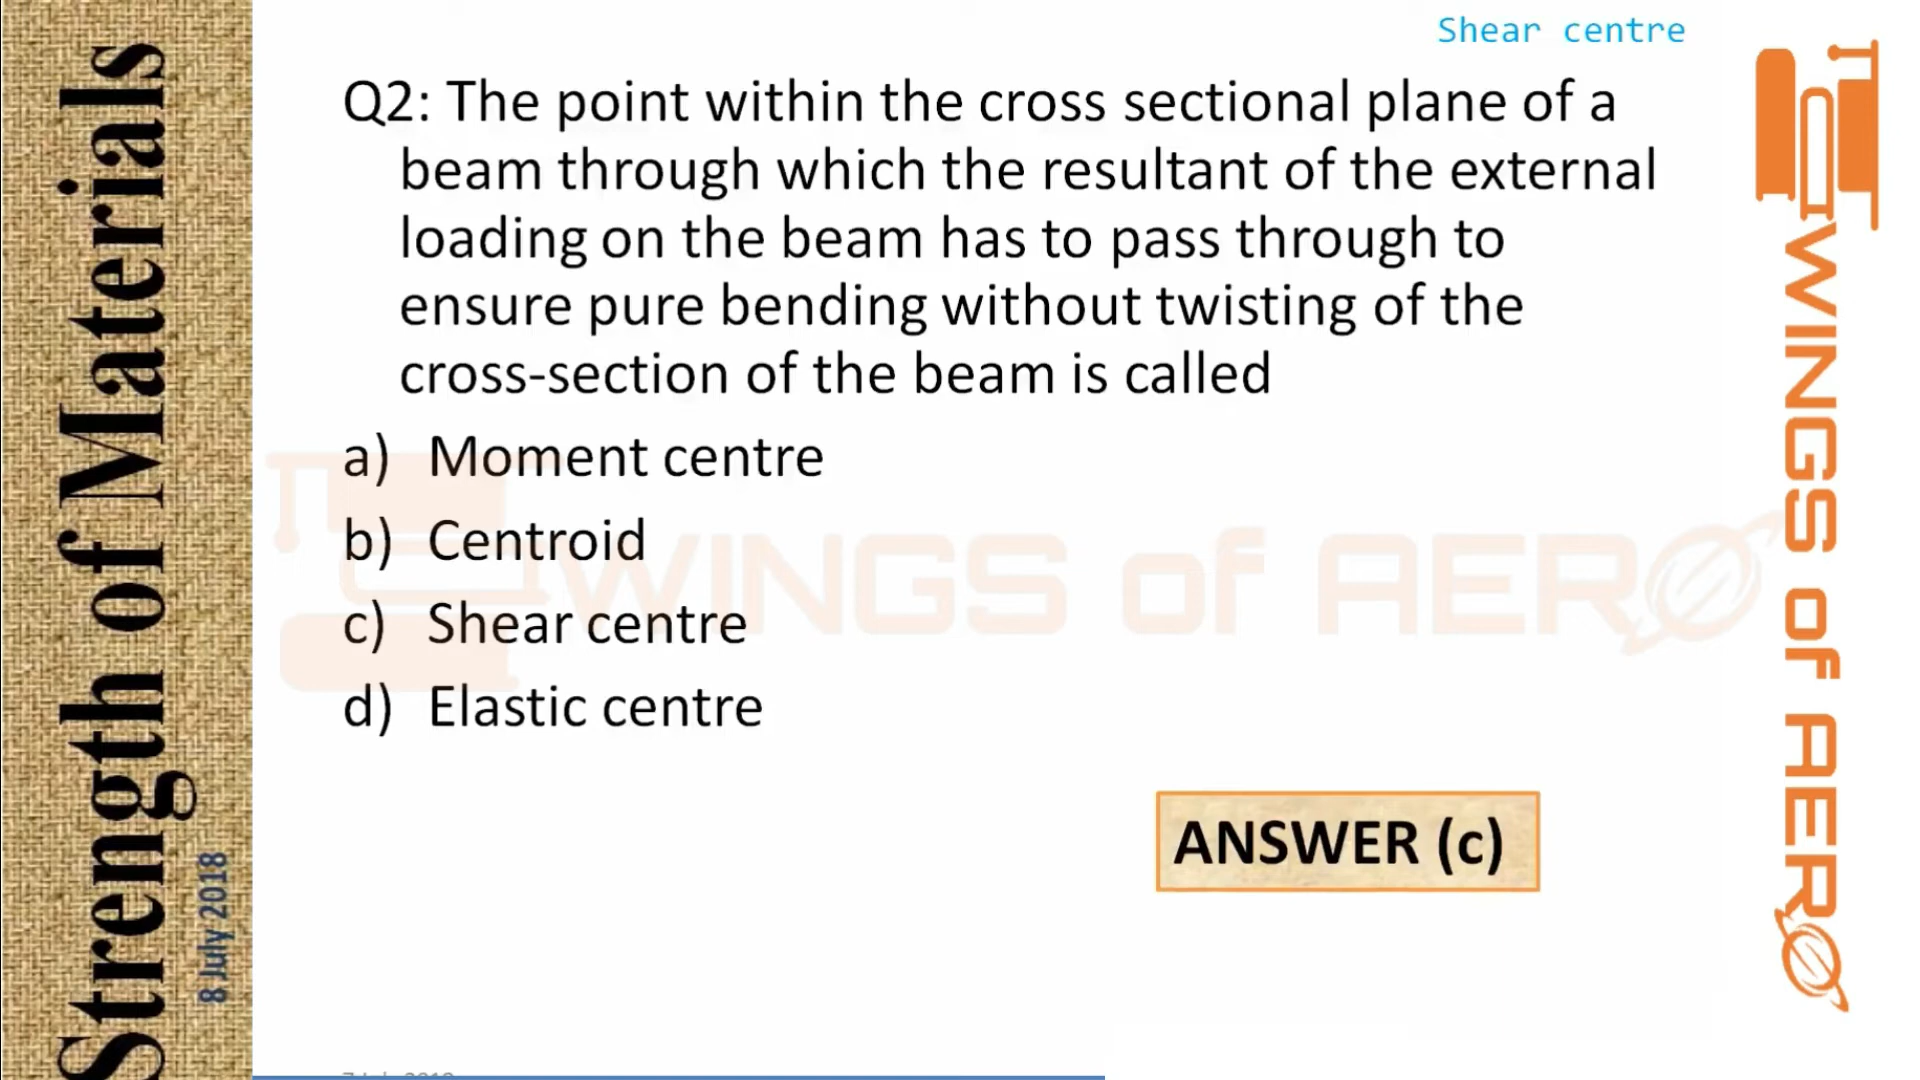 Shear centre
Q2: The point within the cross sectional plane of a
beam through which the resultant of the external
loading on the beam has to pass through to
ensure pure bending without twisting of the
cross-section of the beam is called
a) Moment centre
b) Centroid
c) Shear centre
d) Elastic centre
ANSWER (c)
Strength of Materials
8 July 2018
WINGS of AERO
WINGS of AERO